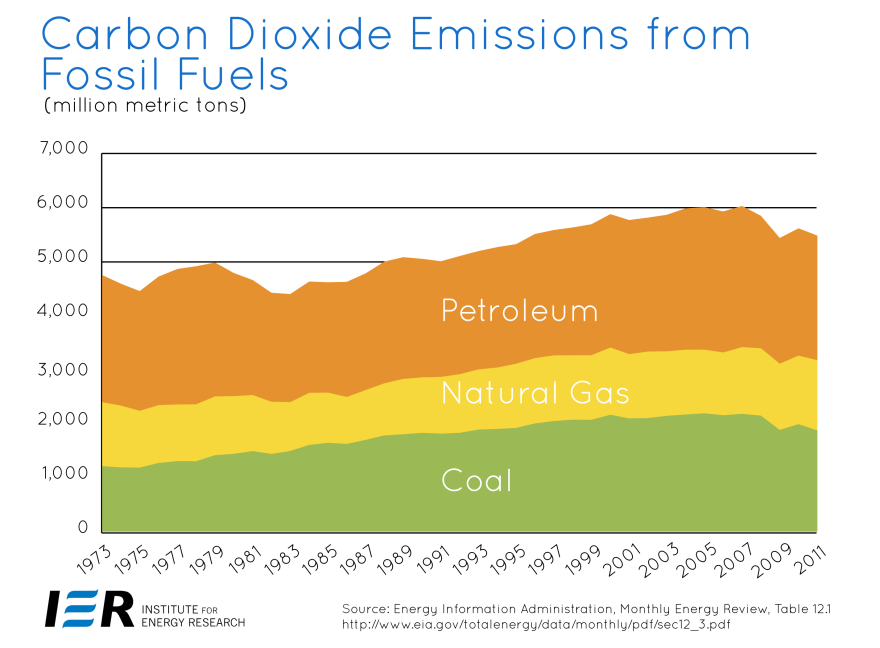 Carbon Dioxide Emissions from
Fossil Fuels
(million metric tons)
7,000
6,000
5,000
4,000
3,000
2,000
1,000
0
Petroleum
Natural Gas
Coal
1973 1975 1977 1979 1981 1983 1985 1987 1989 1991 1993 1995 1997 1999 2001 2003 2005 2007 2009 2011
IER
INSTITUTE FOR
ENERGY RESEARCH
Source: Energy Information Administration, Monthly Energy Review, Table 12.1
http://www.eia.gov/totalenergy/data/monthly/pdf/sec12_3.pdf